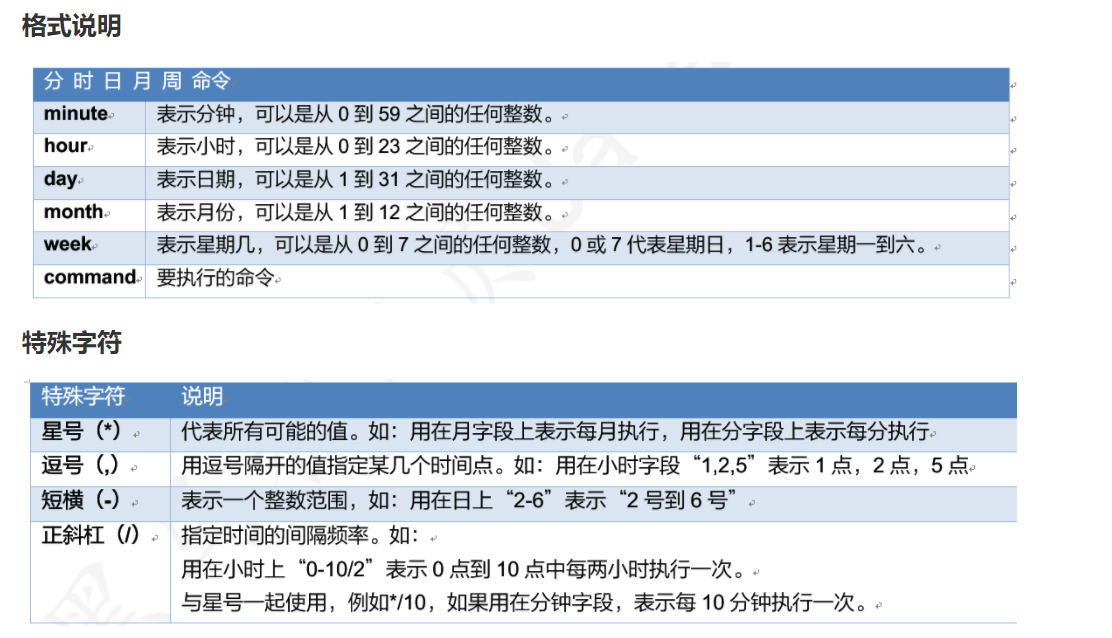 格式说明
分 时 日 月 周 命令
minute 表示分钟，可以是从 0 到 59 之间的任何整数。
hour 表示小时，可以是从 0 到 23 之间的任何整数。
day 表示日期，可以是从 1 到 31 之间的任何整数。
month 表示月份，可以是从 1 到 12 之间的任何整数。
week 表示星期几，可以是从 0 到 7 之间的任何整数，0 或 7 代表星期日，1-6 表示星期一到六。
command 要执行的命令
特殊字符
特殊字符 说明
星号（*） 代表所有可能的值。如：用在月字段上表示每月执行，用在分字段上表示每分执行
逗号（,） 用逗号隔开的值指定某几个时间点。如：用在小时字段“1,2,5”表示 1 点，2 点，5 点
短横（-） 表示一个整数范围，如：用在日上“2-6”表示“2 号到 6 号”
正斜杠（/） 指定时间的间隔频率。如：
用在小时上“0-10/2”表示 0 点到 10 点中每两小时执行一次。
与星号一起使用，例如*/10，如果用在分钟字段，表示每 10 分钟执行一次。